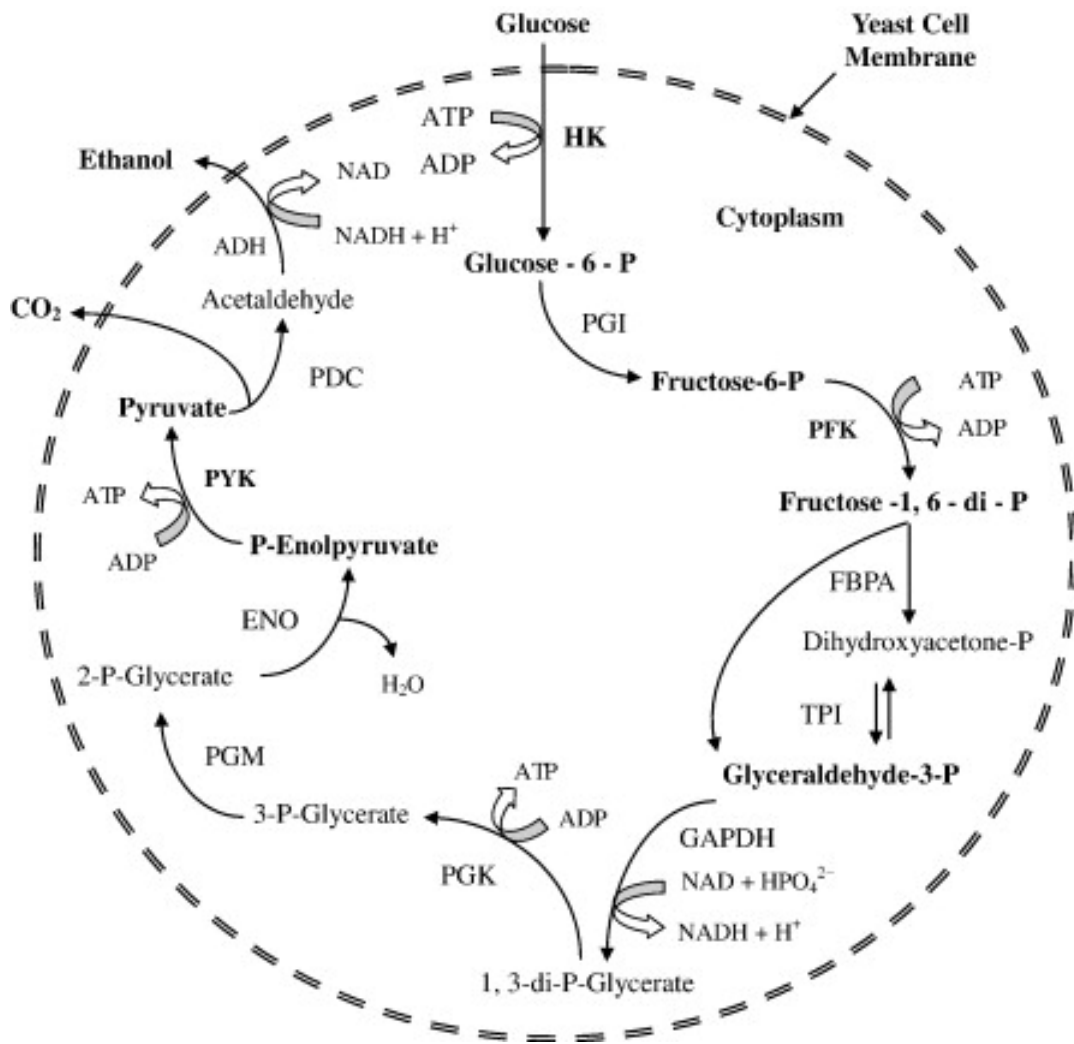 Glucose
Yeast Cell
Membrane
ATP
HK
ADP
Ethanol
NAD
NADH + H⁺
ADH
Cytoplasm
Glucose - 6 - P
Acetaldehyde
CO₂
PGI
PDC
Fructose-6-P
ATP
Pyruvate
PFK
ADP
PYK
ATP
ADP
Fructose -1, 6 - di - P
P-Enolpyruvate
FBPA
ENO
Dihydroxyacetone-P
2-P-Glycerate
H₂O
TPI
PGM
Glyceraldehyde-3-P
ATP
3-P-Glycerate
ADP
GAPDH
PGK
NAD + HPO₄²⁻
NADH + H⁺
1, 3-di-P-Glycerate